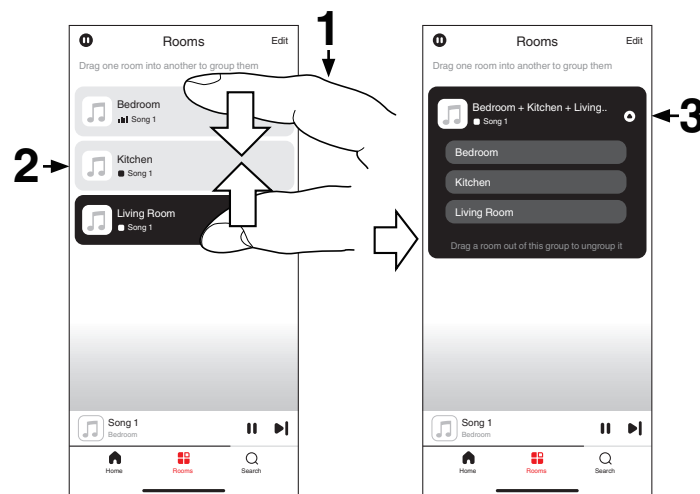 1
Rooms
Edit
Drag one room into another to group them
Bedroom
Song 1
2
Kitchen
Song 1
Living Room
Song 1
Song 1
Bedroom
Home
Rooms
Search
Rooms
Edit
Drag one room into another to group them
Bedroom + Kitchen + Living..
Song 1
3
Bedroom
Kitchen
Living Room
Drag a room out of this group to ungroup it
Song 1
Bedroom
Home
Rooms
Search